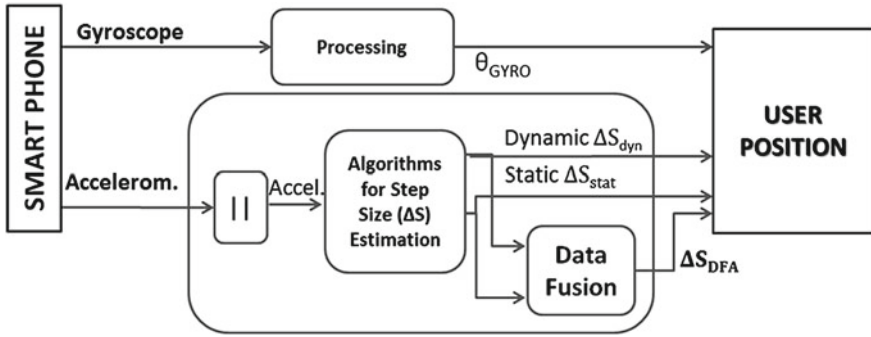 SMART PHONE
Gyroscope
Processing
θGYRO
Accelerom.
||
Accel.
Algorithms
for Step
Size (ΔS)
Estimation
Dynamic ΔSdyn
Static ΔSstat
Data
Fusion
ΔSDFA
USER
POSITION